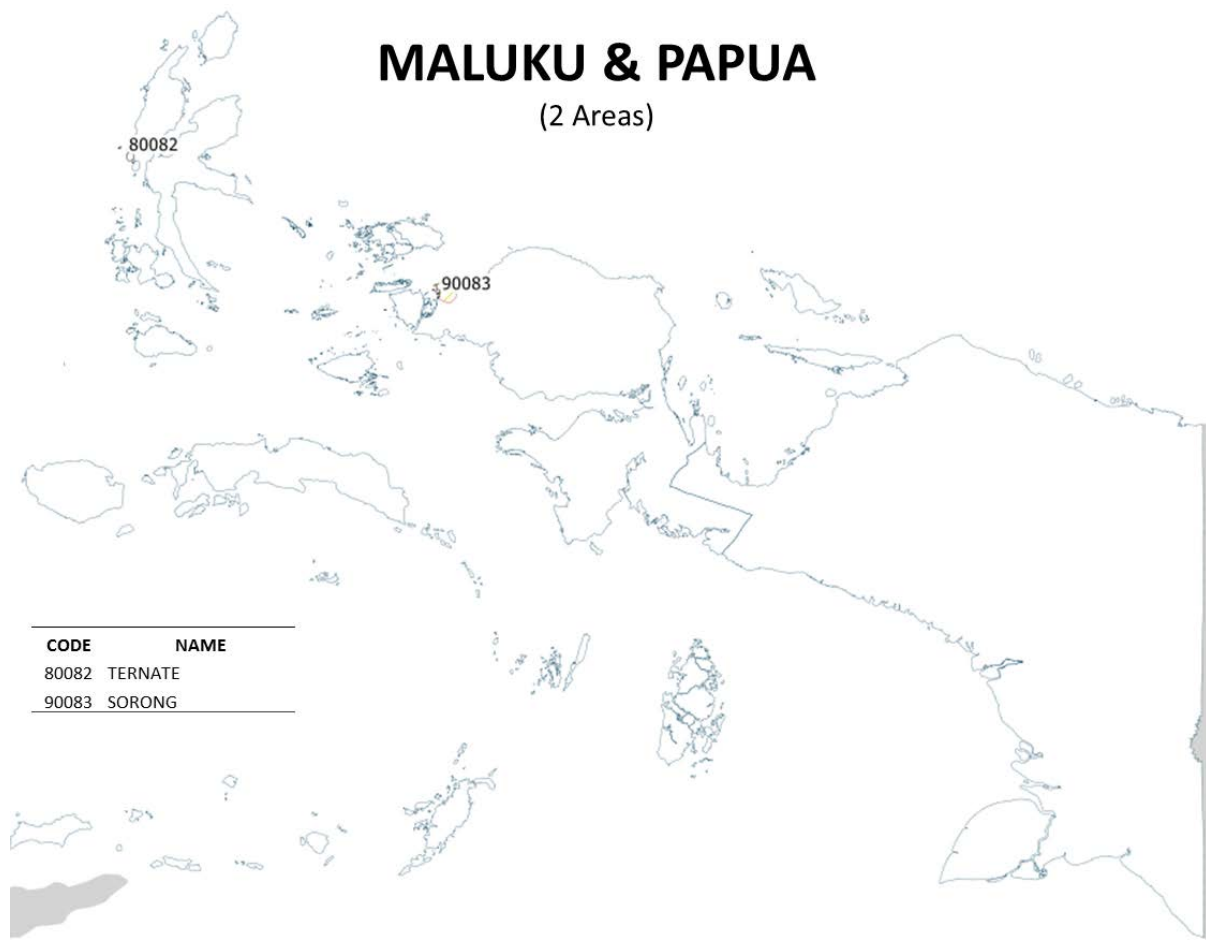 MALUKU & PAPUA
(2 Areas)
80082
90083
CODE NAME
80082 TERNATE
90083 SORONG